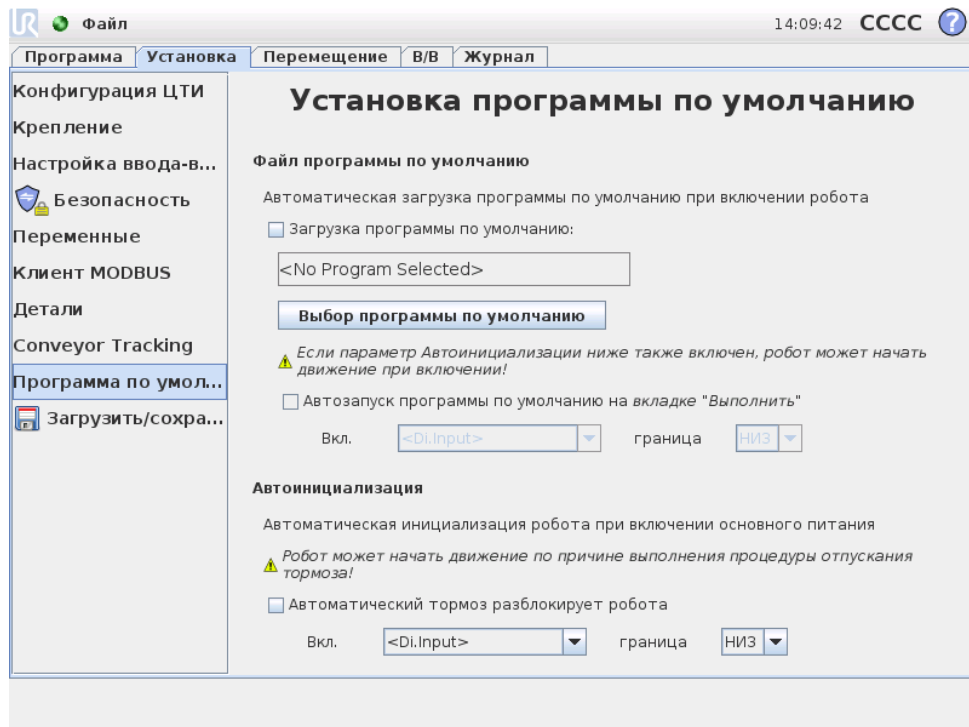 UR Файл 14:09:42 CCCC ?
Программа Установка Перемещение В/В Журнал
Конфигурация ЦТИ
Крепление
Настройка ввода-в...
Безопасность
Переменные
Клиент MODBUS
Детали
Conveyor Tracking
Программа по умол...
Загрузить/сохра...
Установка программы по умолчанию
Файл программы по умолчанию
Автоматическая загрузка программы по умолчанию при включении робота
Загрузка программы по умолчанию:
<No Program Selected>
Выбор программы по умолчанию
Если параметр Автоинициализации ниже также включен, робот может начать
движение при включении!
Автозапуск программы по умолчанию на вкладке "Выполнить"
Вкл. <Di.Input> граница НИЗ
Автоинициализация
Автоматическая инициализация робота при включении основного питания
Робот может начать движение по причине выполнения процедуры отпускания
тормоза!
Автоматический тормоз разблокирует робота
Вкл. <Di.Input> граница НИЗ